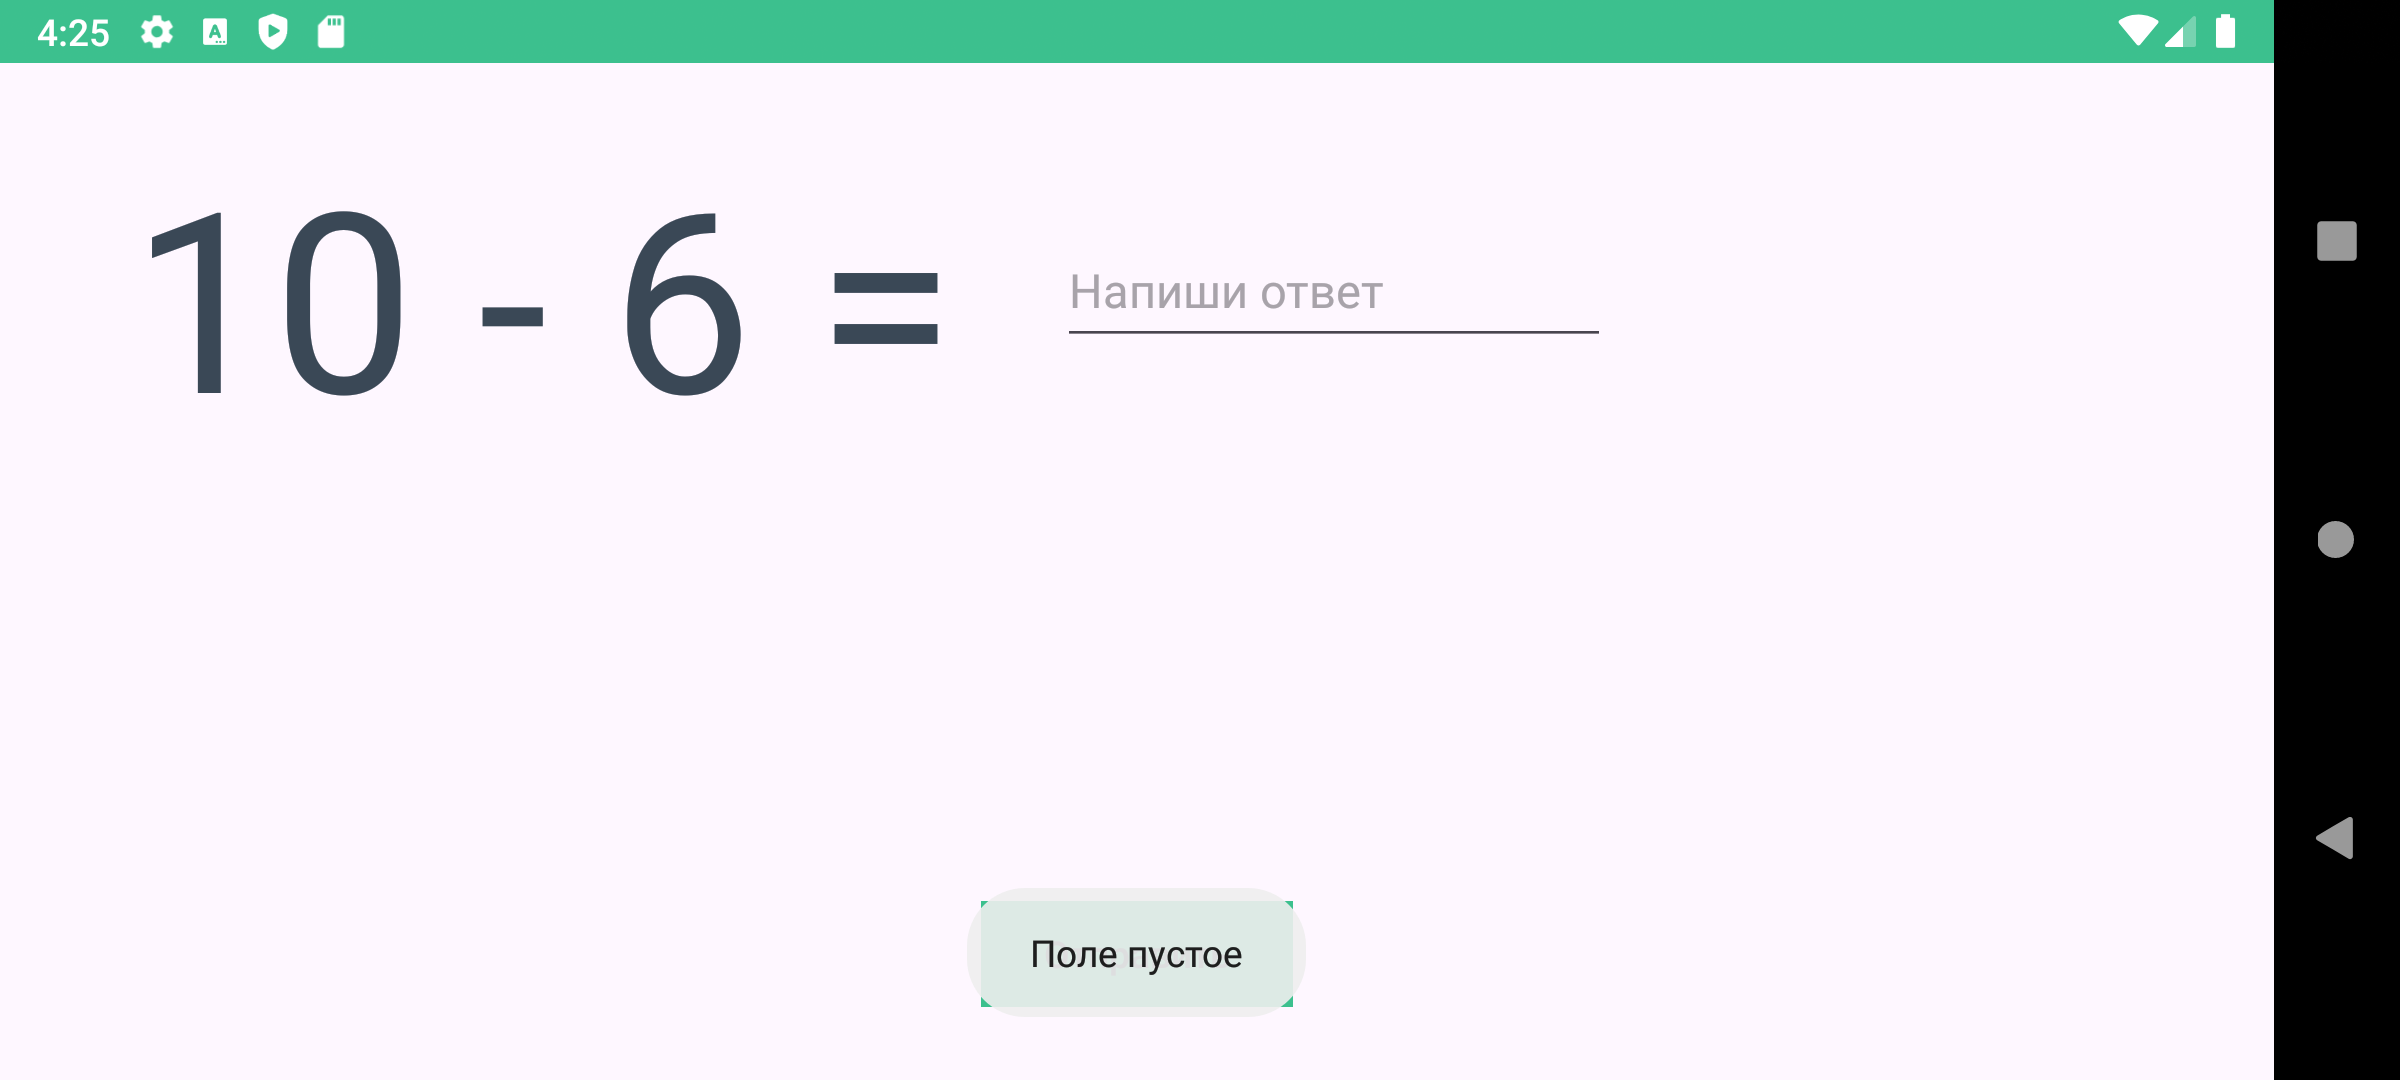 4:25
10 - 6 =
Напиши ответ
Поле пустое